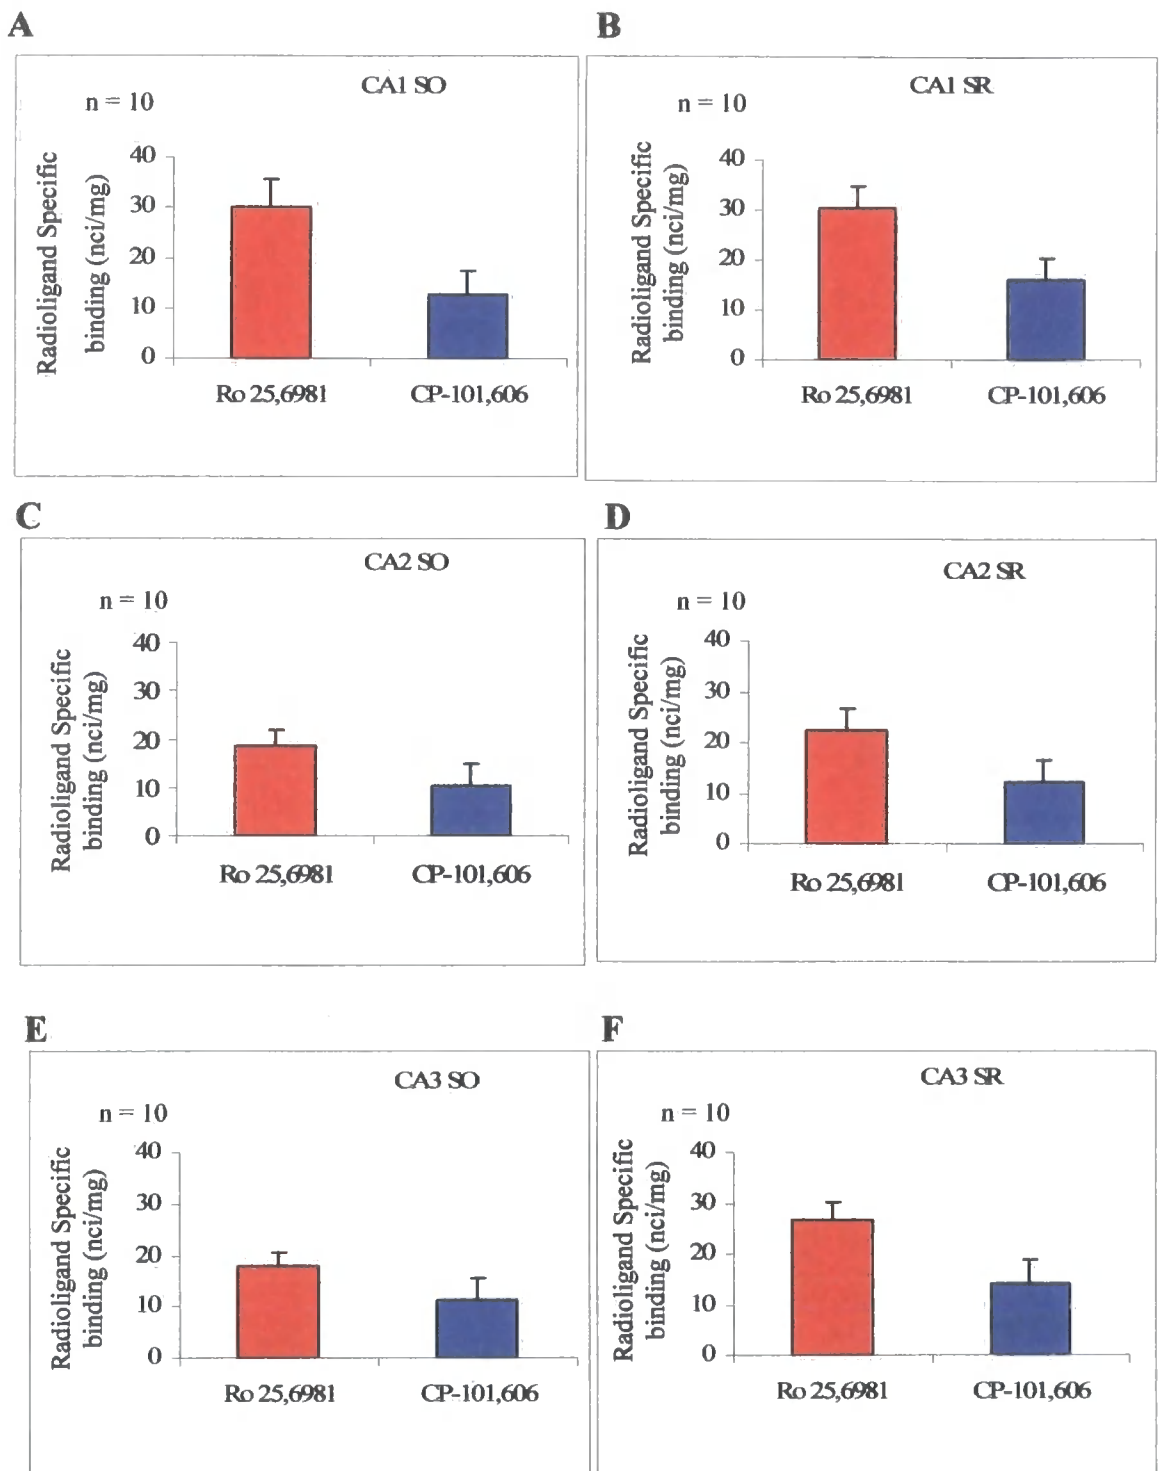 A
CA1 SO
n = 10
Radioligand Specific
binding (nci/mg)
40
30
20
10
0
Ro 25,6981
CP-101,606
B
CA1 SR
n = 10
Radioligand Specific
binding (nci/mg)
40
30
20
10
0
Ro 25,6981
CP-101,606
C
CA2 SO
n = 10
Radioligand Specific
binding (nci/mg)
40
30
20
10
0
Ro 25,6981
CP-101,606
D
CA2 SR
n = 10
Radioligand Specific
binding (nci/mg)
40
30
20
10
0
Ro 25,6981
CP-101,606
E
CA3 SO
n = 10
Radioligand Specific
binding (nci/mg)
40
30
20
10
0
Ro 25,6981
CP-101,606
F
CA3 SR
n = 10
Radioligand Specific
binding (nci/mg)
40
30
20
10
0
Ro 25,6981
CP-101,606